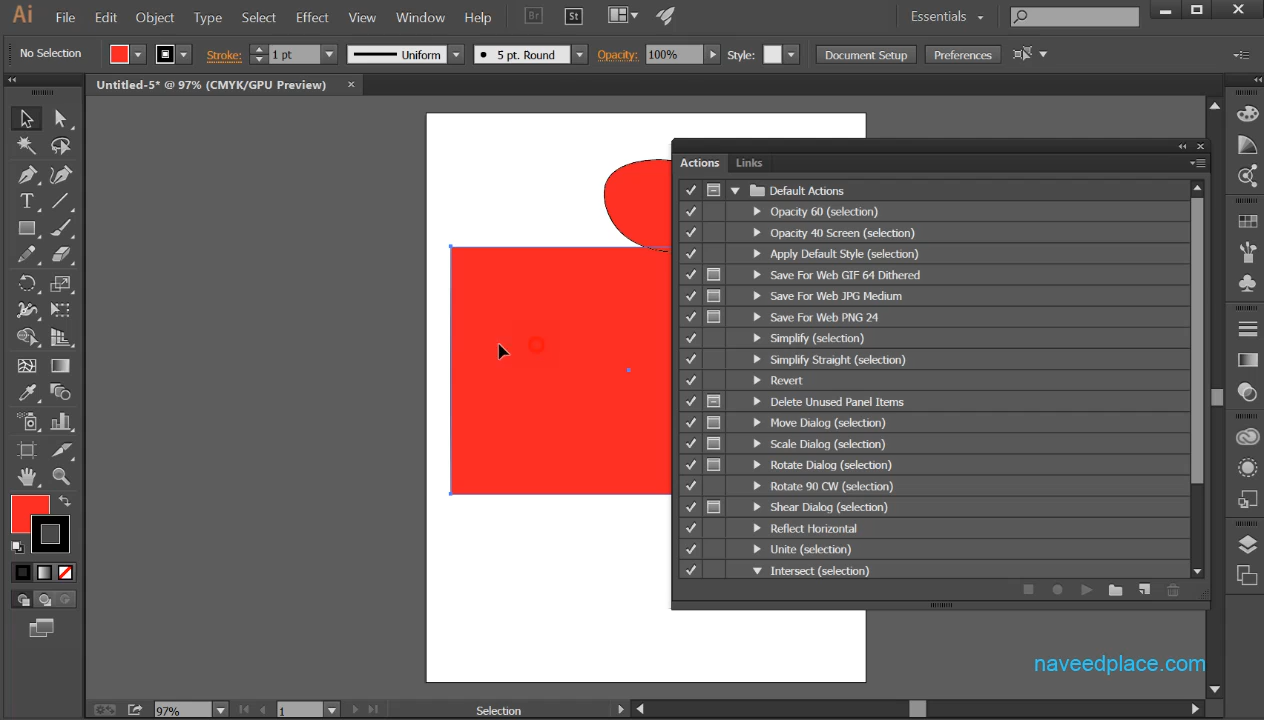 Ai File Edit Object Type Select Effect View Window Help Br St Essentials
No Selection Stroke: 1 pt Uniform 5 pt. Round Opacity: 100% Style: Document Setup Preferences
Untitled-5* @ 97% (CMYK/GPU Preview)
Actions Links
Default Actions
Opacity 60 (selection)
Opacity 40 Screen (selection)
Apply Default Style (selection)
Save For Web GIF 64 Dithered
Save For Web JPG Medium
Save For Web PNG 24
Simplify (selection)
Simplify Straight (selection)
Revert
Delete Unused Panel Items
Move Dialog (selection)
Scale Dialog (selection)
Rotate Dialog (selection)
Rotate 90 CW (selection)
Shear Dialog (selection)
Reflect Horizontal
Unite (selection)
Intersect (selection)
naveedplace.com
97% 1 Selection